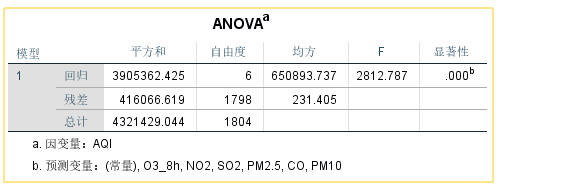 ANOVAa
模型 平方和 自由度 均方 F 显著性
1 回归 3905362.425 6 650893.737 2812.787 .000b
残差 416066.619 1798 231.405
总计 4321429.044 1804
a. 因变量：AQI
b. 预测变量：(常量), O3_8h, NO2, SO2, PM2.5, CO, PM10